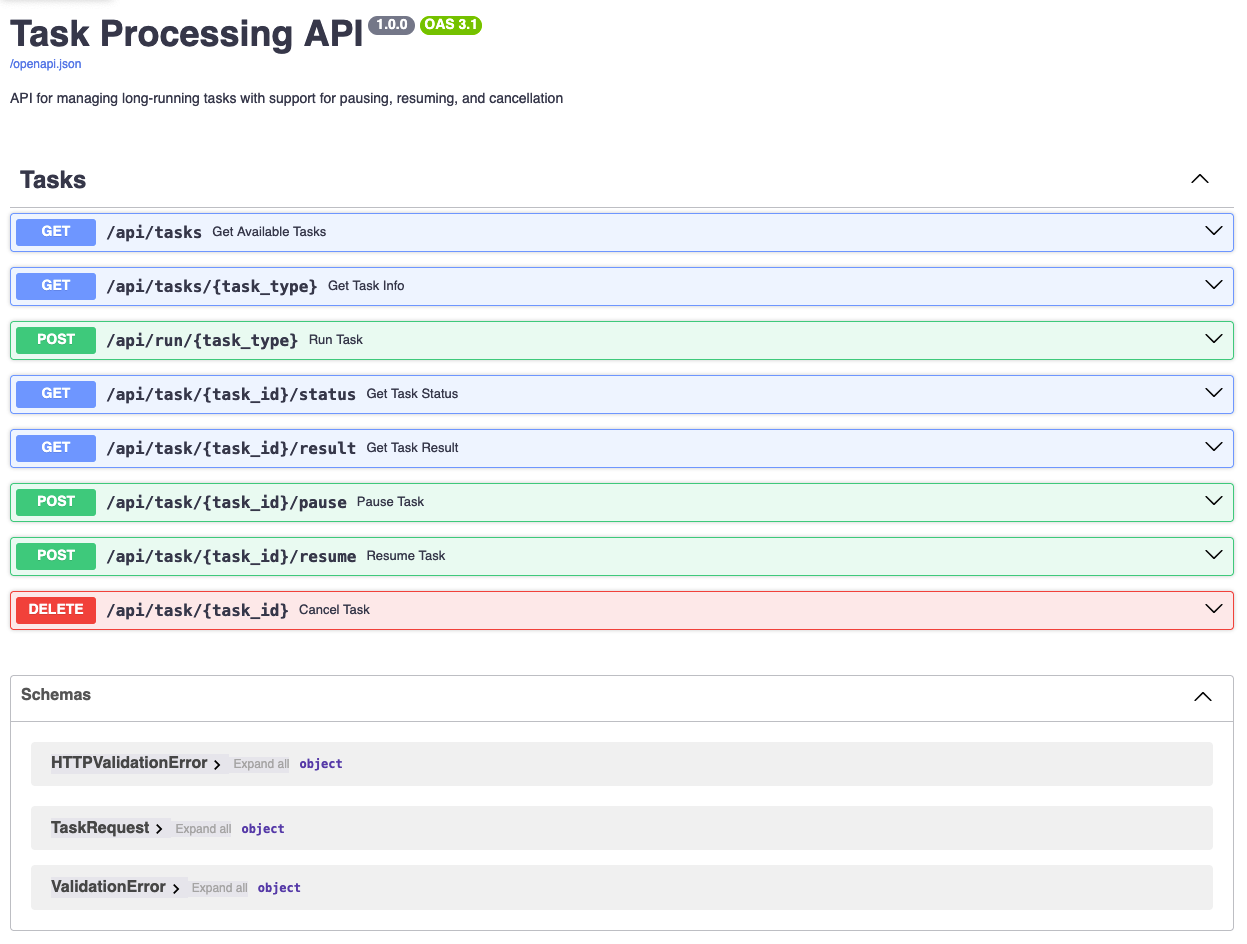 Task Processing API 1.0.0 OAS 3.1
/openapi.json
API for managing long-running tasks with support for pausing, resuming, and cancellation
Tasks
GET /api/tasks Get Available Tasks
GET /api/tasks/{task_type} Get Task Info
POST /api/run/{task_type} Run Task
GET /api/task/{task_id}/status Get Task Status
GET /api/task/{task_id}/result Get Task Result
POST /api/task/{task_id}/pause Pause Task
POST /api/task/{task_id}/resume Resume Task
DELETE /api/task/{task_id} Cancel Task
Schemas
HTTPValidationError Expand all object
TaskRequest Expand all object
ValidationError Expand all object